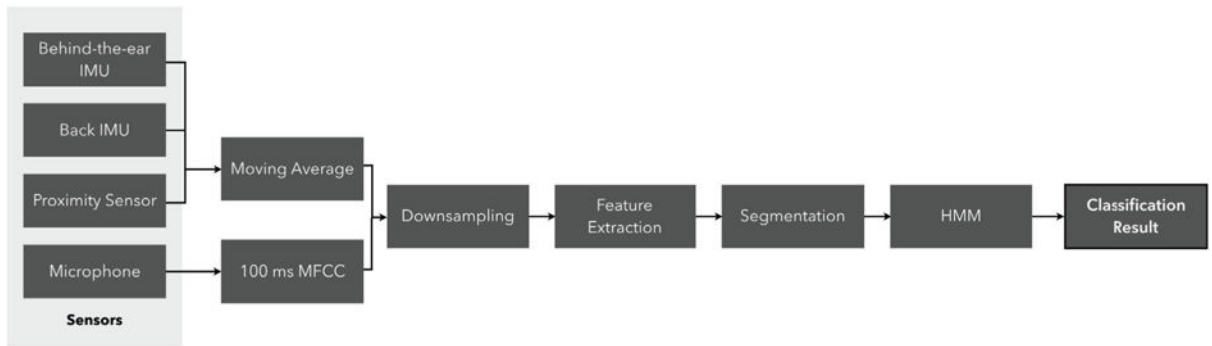 Behind-the-ear
IMU
Back IMU
Proximity Sensor
Microphone
Sensors
Moving Average
100 ms MFCC
Downsampling
Feature
Extraction
Segmentation
HMM
Classification
Result